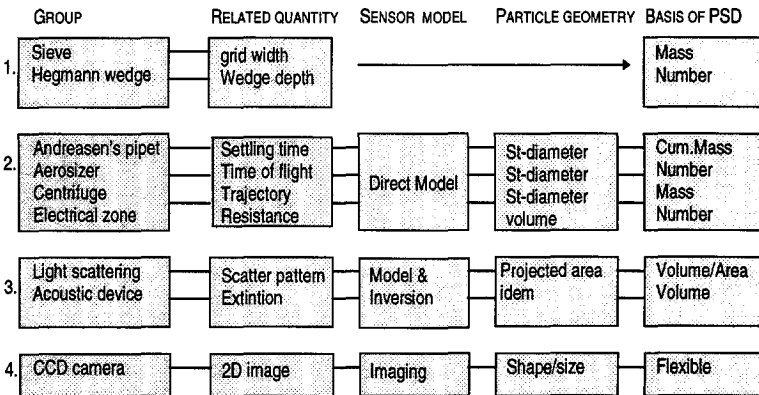 GROUP RELATED QUANTITY SENSOR MODEL PARTICLE GEOMETRY BASIS OF PSD
1. Sieve grid width Mass
Hegmann wedge Wedge depth Number
2. Andreasen's pipet Settling time Direct Model St-diameter Cum.Mass
Aerosizer Time of flight St-diameter Number
Centrifuge Trajectory St-diameter Mass
Electrical zone Resistance volume Number
3. Light scattering Scatter pattern Model & Projected area Volume/Area
Acoustic device Extintion Inversion idem Volume
4. CCD camera 2D image Imaging Shape/size Flexible